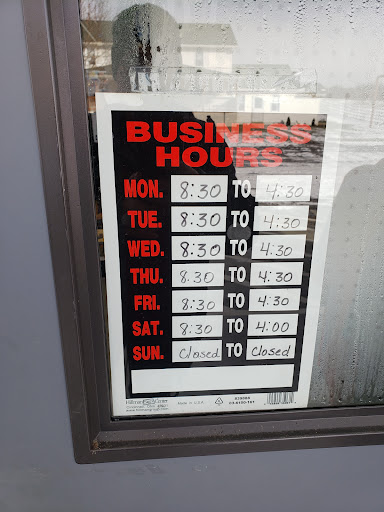 BUSINESS
HOURS
MON. 8:30 TO 4:30
TUE. 8:30 TO 4:30
WED. 8:30 TO 4:30
THU. 8:30 TO 4:30
FRI. 8:30 TO 4:30
SAT. 8:30 TO 4:00
SUN. Closed TO Closed
MADE IN U.S.A.